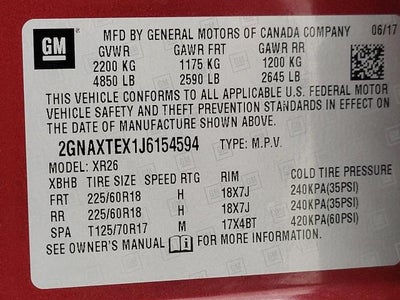 GM
MFD BY GENERAL MOTORS OF CANADA COMPANY 06/17
GVWR GAWR FRT GAWR RR
2200 KG 1175 KG 1200 KG
4850 LB 2590 LB 2645 LB
THIS VEHICLE CONFORMS TO ALL APPLICABLE U.S. FEDERAL MOTOR
VEHICLE SAFETY AND THEFT PREVENTION STANDARDS IN EFFECT ON
THE DATE OF MANUFACTURE SHOWN ABOVE.
2GNAXTEX1J6154594 TYPE: M.P.V.
MODEL: XR26
XBHB TIRE SIZE SPEED RTG RIM COLD TIRE PRESSURE
FRT 225/60R18 H 18X7J 240KPA(35PSI)
RR 225/60R18 H 18X7J 240KPA(35PSI)
SPA T125/70R17 M 17X4BT 420KPA(60PSI)
SEE OWNER'S MANUAL FOR MORE INFORMATION.